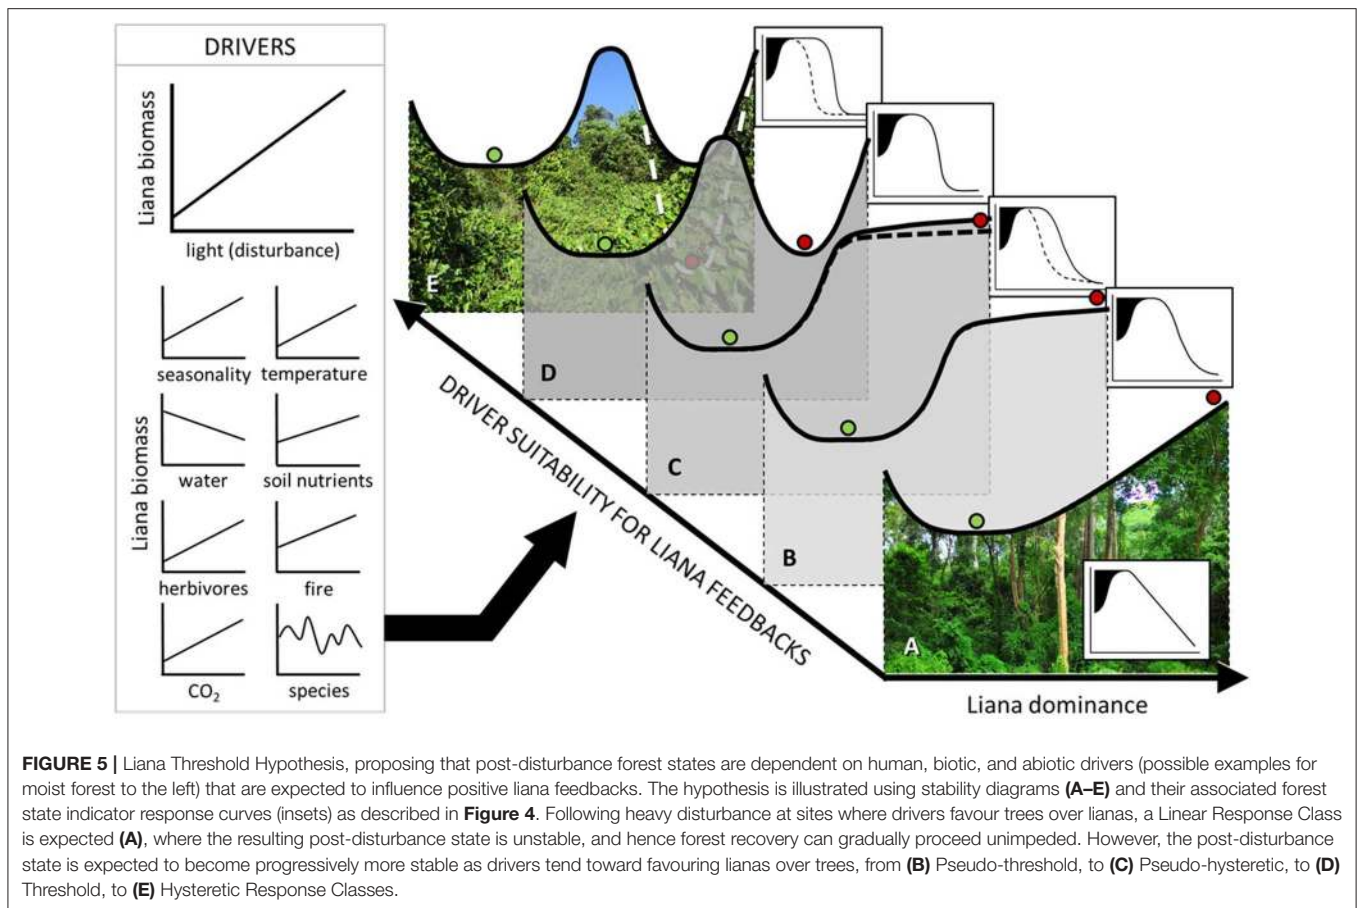 DRIVERS
Liana biomass
light (disturbance)
seasonality temperature
water soil nutrients
Liana biomass
herbivores fire
CO₂ species
E
D
C
B
A
DRIVER SUITABILITY FOR LIANA FEEDBACKS
Liana dominance
FIGURE 5 | Liana Threshold Hypothesis, proposing that post-disturbance forest states are dependent on human, biotic, and abiotic drivers (possible examples for
moist forest to the left) that are expected to influence positive liana feedbacks. The hypothesis is illustrated using stability diagrams (A–E) and their associated forest
state indicator response curves (insets) as described in Figure 4. Following heavy disturbance at sites where drivers favour trees over lianas, a Linear Response Class
is expected (A), where the resulting post-disturbance state is unstable, and hence forest recovery can gradually proceed unimpeded. However, the post-disturbance
state is expected to become progressively more stable as drivers tend toward favouring lianas over trees, from (B) Pseudo-threshold, to (C) Pseudo-hysteretic, to (D)
Threshold, to (E) Hysteretic Response Classes.